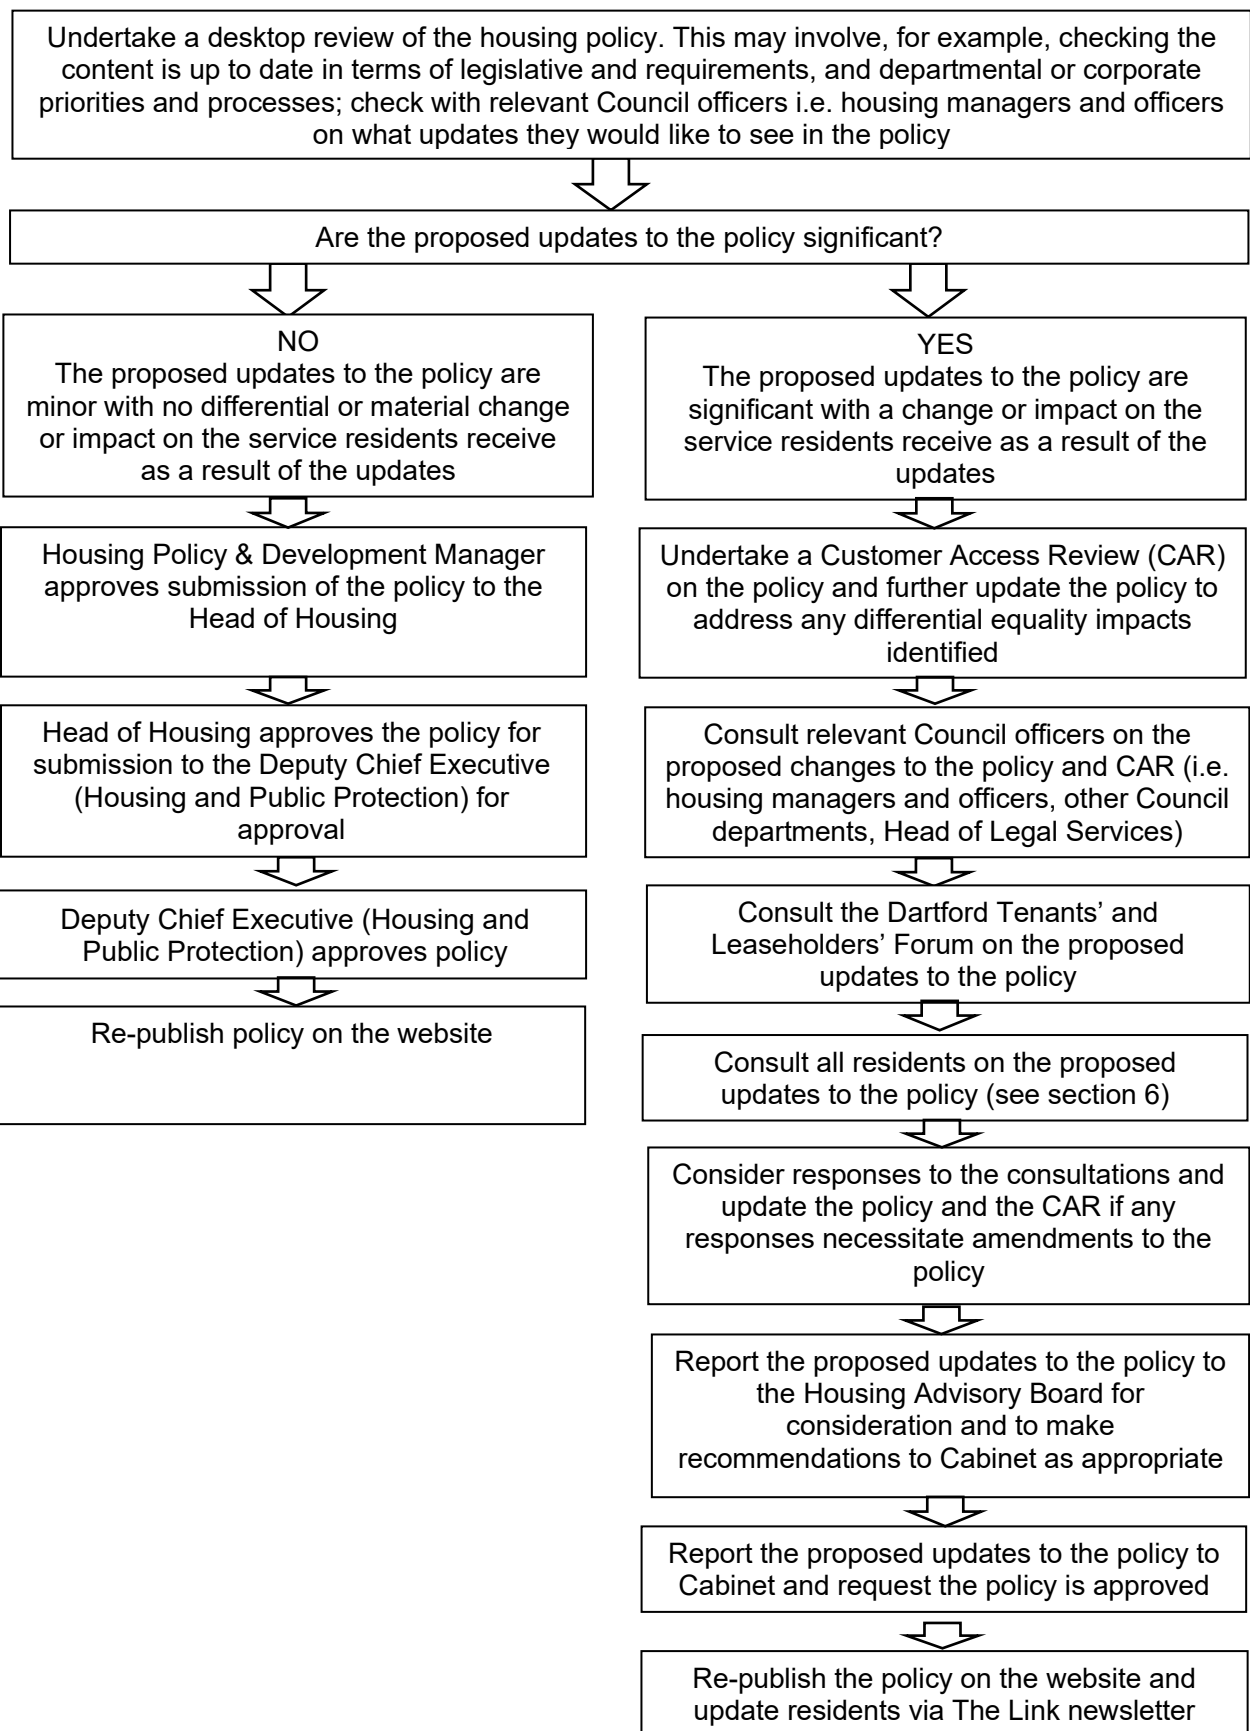 Undertake a desktop review of the housing policy. This may involve, for example, checking the
content is up to date in terms of legislative and requirements, and departmental or corporate
priorities and processes; check with relevant Council officers i.e. housing managers and officers
on what updates they would like to see in the policy
Are the proposed updates to the policy significant?
NO
The proposed updates to the policy are
minor with no differential or material change
or impact on the service residents receive
as a result of the updates
Housing Policy & Development Manager
approves submission of the policy to the
Head of Housing
Head of Housing approves the policy for
submission to the Deputy Chief Executive
(Housing and Public Protection) for
approval
Deputy Chief Executive (Housing and
Public Protection) approves policy
Re-publish policy on the website
YES
The proposed updates to the policy are
significant with a change or impact on the
service residents receive as a result of the
updates
Undertake a Customer Access Review (CAR)
on the policy and further update the policy to
address any differential equality impacts
identified
Consult relevant Council officers on the
proposed changes to the policy and CAR (i.e.
housing managers and officers, other Council
departments, Head of Legal Services)
Consult the Dartford Tenants’ and
Leaseholders’ Forum on the proposed
updates to the policy
Consult all residents on the proposed
updates to the policy (see section 6)
Consider responses to the consultations and
update the policy and the CAR if any
responses necessitate amendments to the
policy
Report the proposed updates to the policy to
the Housing Advisory Board for
consideration and to make
recommendations to Cabinet as appropriate
Report the proposed updates to the policy to
Cabinet and request the policy is approved
Re-publish the policy on the website and
update residents via The Link newsletter